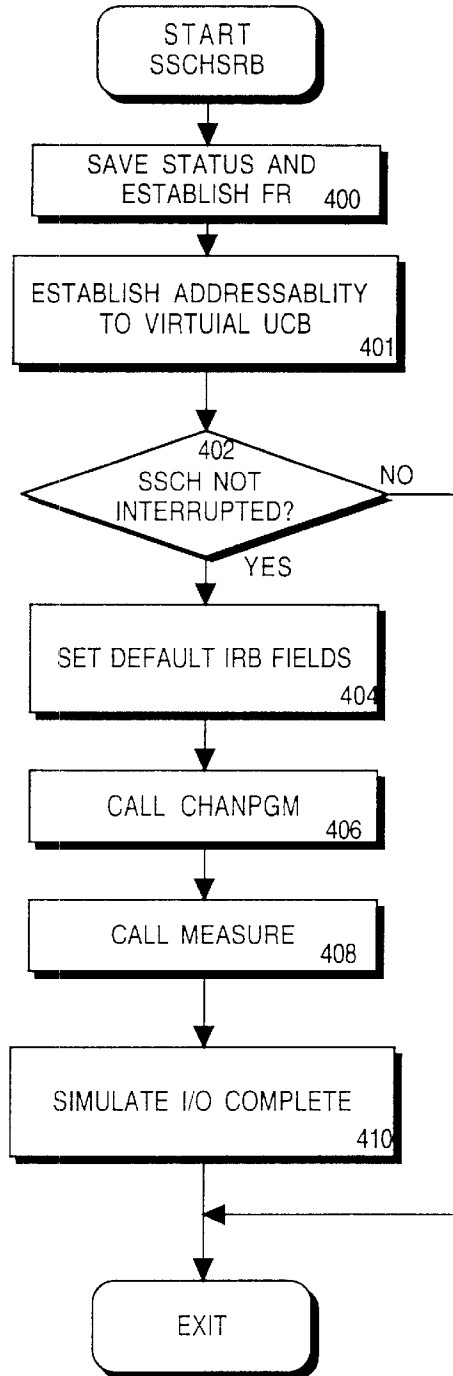 START
SSCHSRB
SAVE STATUS AND
ESTABLISH FR 400
ESTABLISH ADDRESSABLITY
TO VIRTUIAL UCB
401
402
SSCH NOT
INTERRUPTED?
NO
YES
SET DEFAULT IRB FIELDS
404
CALL CHANPGM
406
CALL MEASURE
408
SIMULATE I/O COMPLETE
410
EXIT